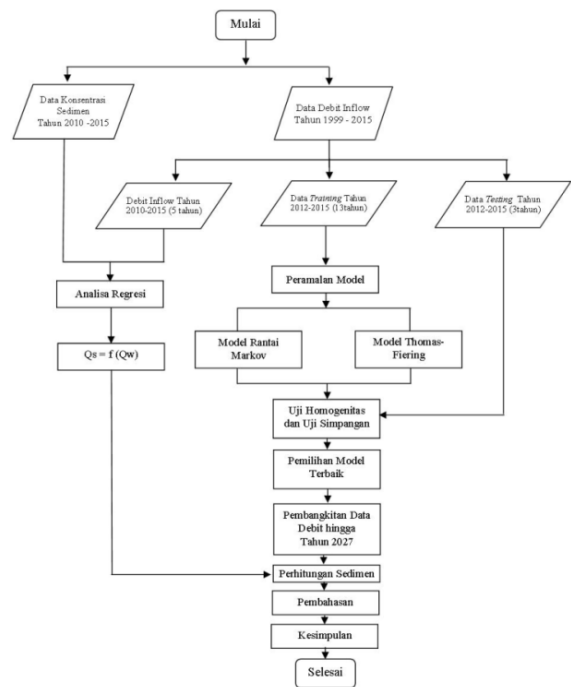 Mulai
Data Konsentrasi
Sedimen
Tahun 2010 -2015
Data Debit Inflow
Tahun 1999 - 2015
Debit Inflow Tahun
2010-2015 (5 tahun)
Data Training Tahun
2012-2015 (13tahun)
Data Testing Tahun
2012-2015 (3tahun)
Analisa Regresi
Peramalan Model
Qs = f (Qw)
Model Rantai
Markov
Model Thomas-
Fiering
Uji Homogenitas
dan Uji Simpangan
Pemilihan Model
Terbaik
Pembangkitan Data
Debit hingga
Tahun 2027
Perhitungan Sedimen
Pembahasan
Kesimpulan
Selesai